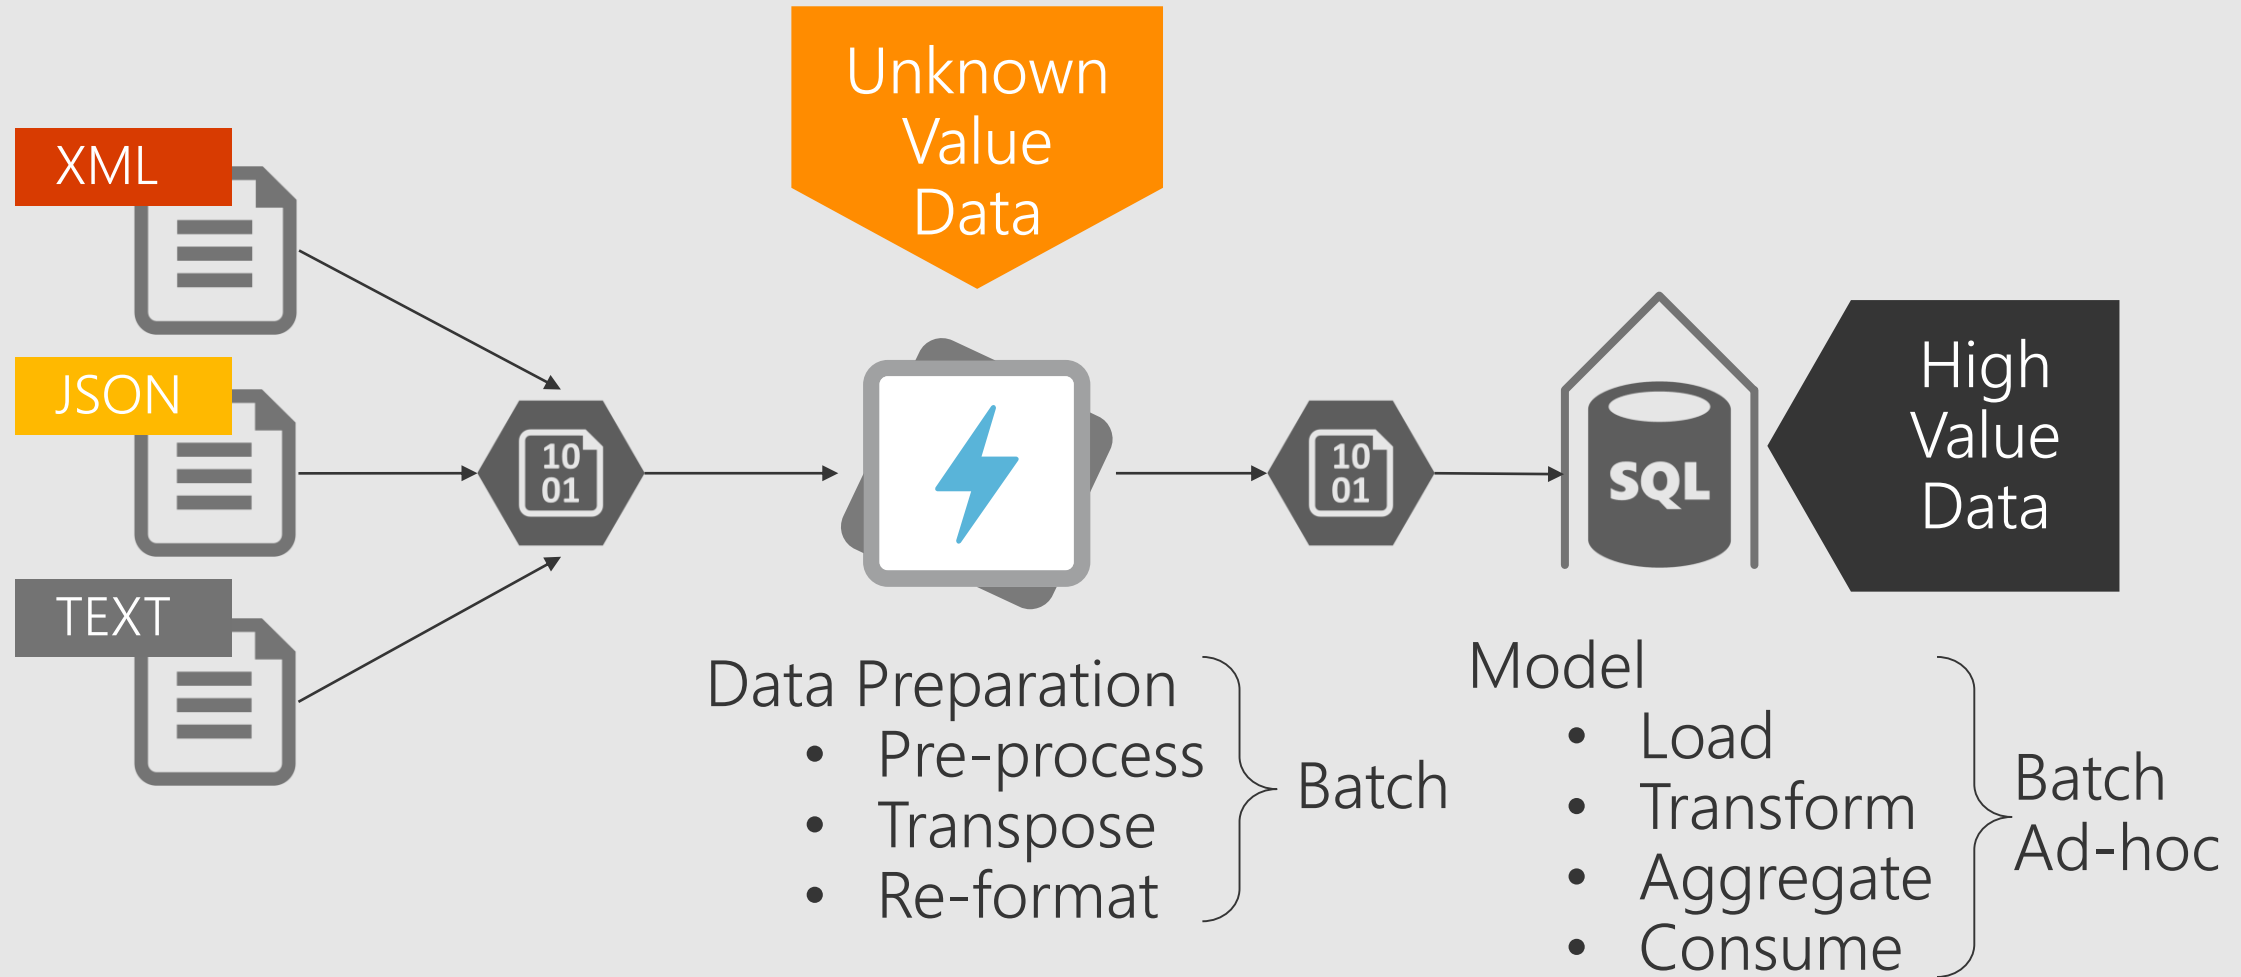 Unknown
Value
Data
XML
JSON
TEXT
10
01
10
01
SQL
High
Value
Data
Data Preparation
• Pre-process
• Transpose
• Re-format
Batch
Model
• Load
• Transform
• Aggregate
• Consume
Batch
Ad-hoc